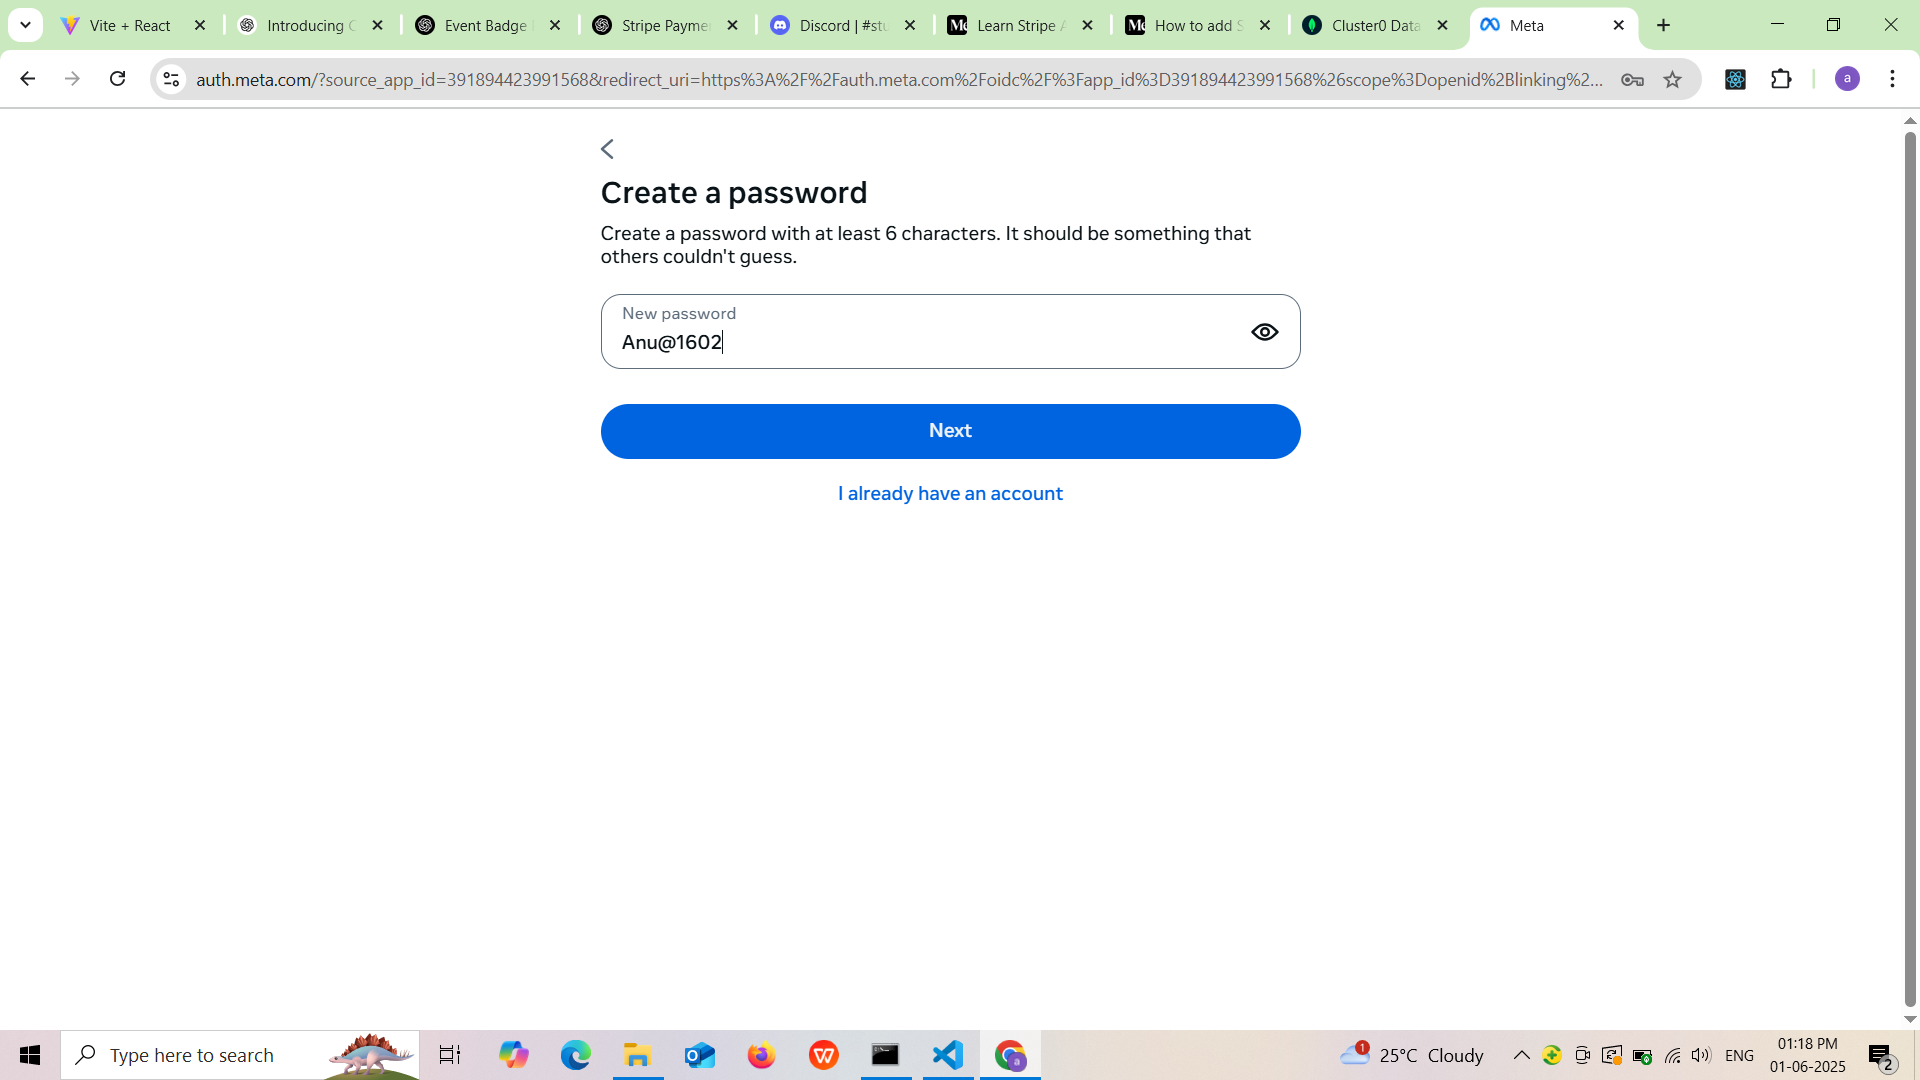 Vite + React
Introducing C
Event Badge
Stripe Paymen
Discord | #stu
Learn Stripe A
How to add S
Cluster0 Data
Meta
auth.meta.com/?source_app_id=391894423991568&redirect_uri=https%3A%2F%2Fauth.meta.com%2Foidc%2F%3Fapp_id%3D391894423991568%26scope%3Dopenid%2Blinking%2...
a
Create a password
Create a password with at least 6 characters. It should be something that
others couldn't guess.
New password
Anu@1602
Next
I already have an account
Type here to search
1
25°C Cloudy
ENG
01:18 PM
01-06-2025
2